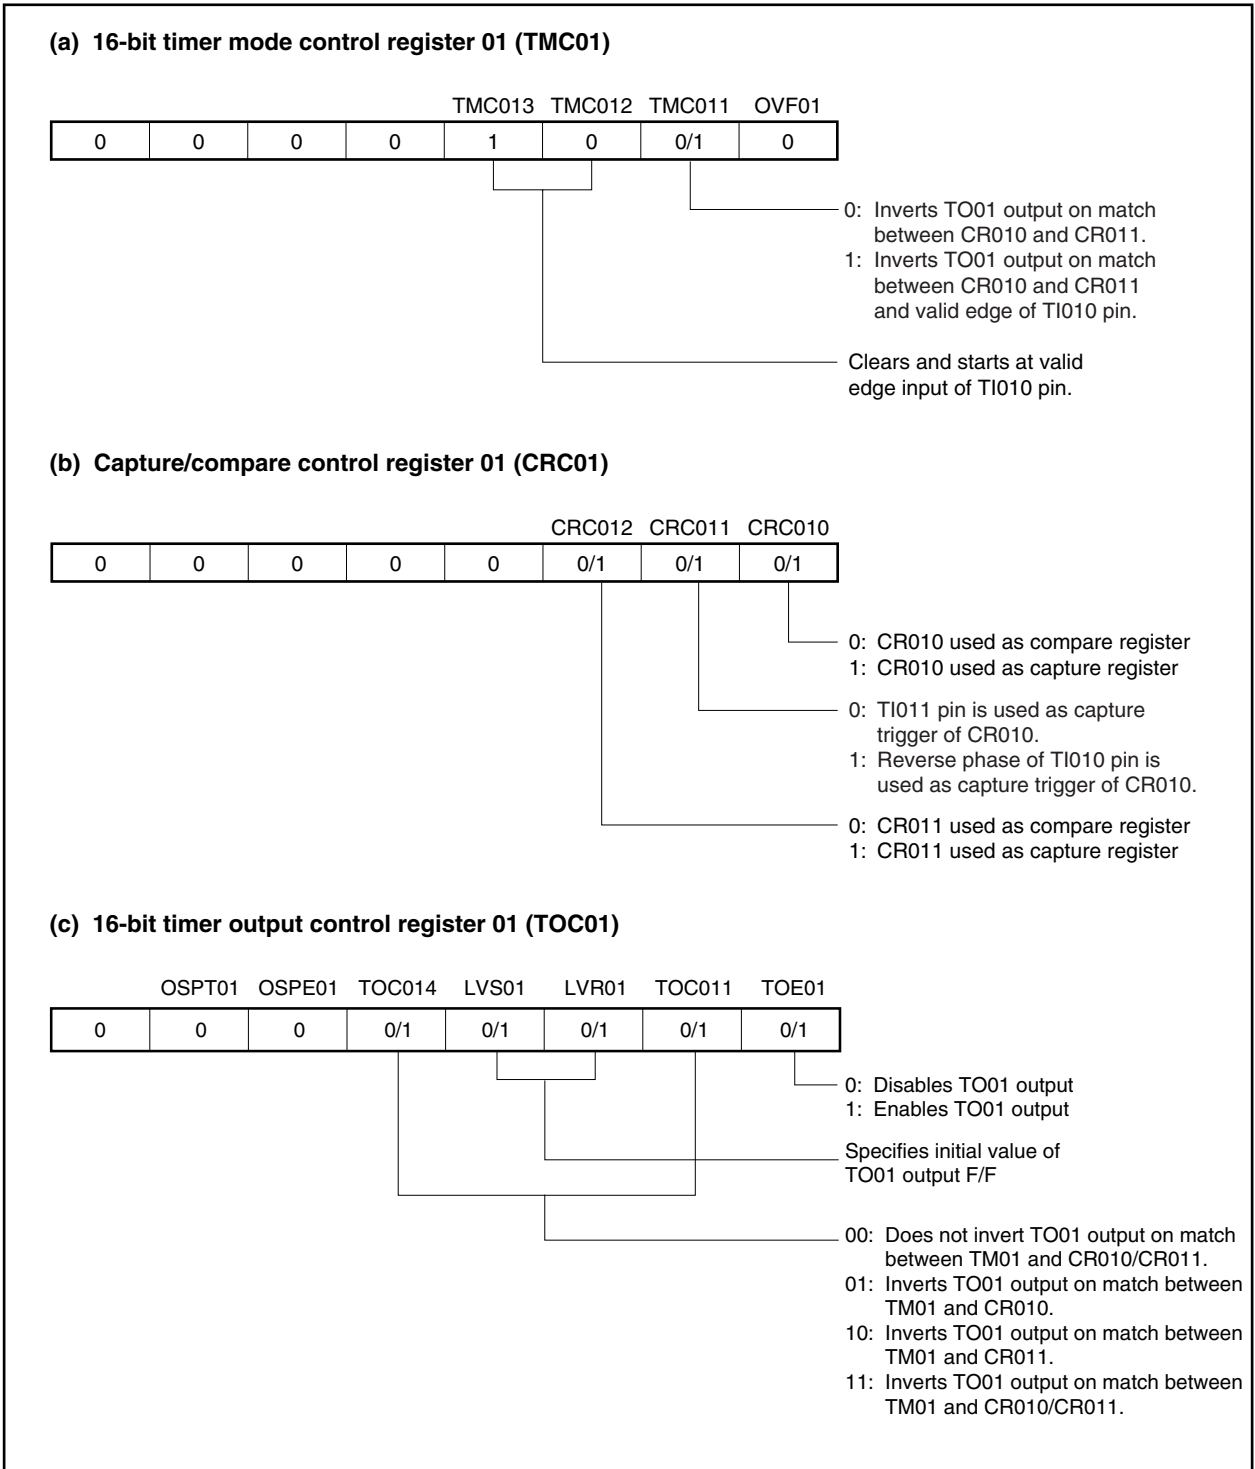 (a) 16-bit timer mode control register 01 (TMC01)
TMC013 TMC012 TMC011 OVF01
0 0 0 0 1 0 0/1 0
0: Inverts TO01 output on match
between CR010 and CR011.
1: Inverts TO01 output on match
between CR010 and CR011
and valid edge of TI010 pin.
Clears and starts at valid
edge input of TI010 pin.
(b) Capture/compare control register 01 (CRC01)
CRC012 CRC011 CRC010
0 0 0 0 0 0/1 0/1 0/1
0: CR010 used as compare register
1: CR010 used as capture register
0: TI011 pin is used as capture
trigger of CR010.
1: Reverse phase of TI010 pin is
used as capture trigger of CR010.
0: CR011 used as compare register
1: CR011 used as capture register
(c) 16-bit timer output control register 01 (TOC01)
OSPT01 OSPE01 TOC014 LVS01 LVR01 TOC011 TOE01
0 0 0 0/1 0/1 0/1 0/1 0/1
0: Disables TO01 output
1: Enables TO01 output
Specifies initial value of
TO01 output F/F
00: Does not invert TO01 output on match
between TM01 and CR010/CR011.
01: Inverts TO01 output on match between
TM01 and CR010.
10: Inverts TO01 output on match between
TM01 and CR011.
11: Inverts TO01 output on match between
TM01 and CR010/CR011.